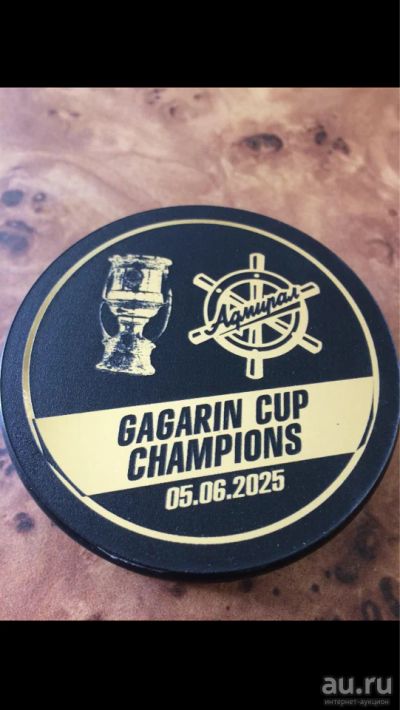 Адмирал
GAGARIN CUP
CHAMPIONS
05.06.2025
au.ru
интернет-аукцион